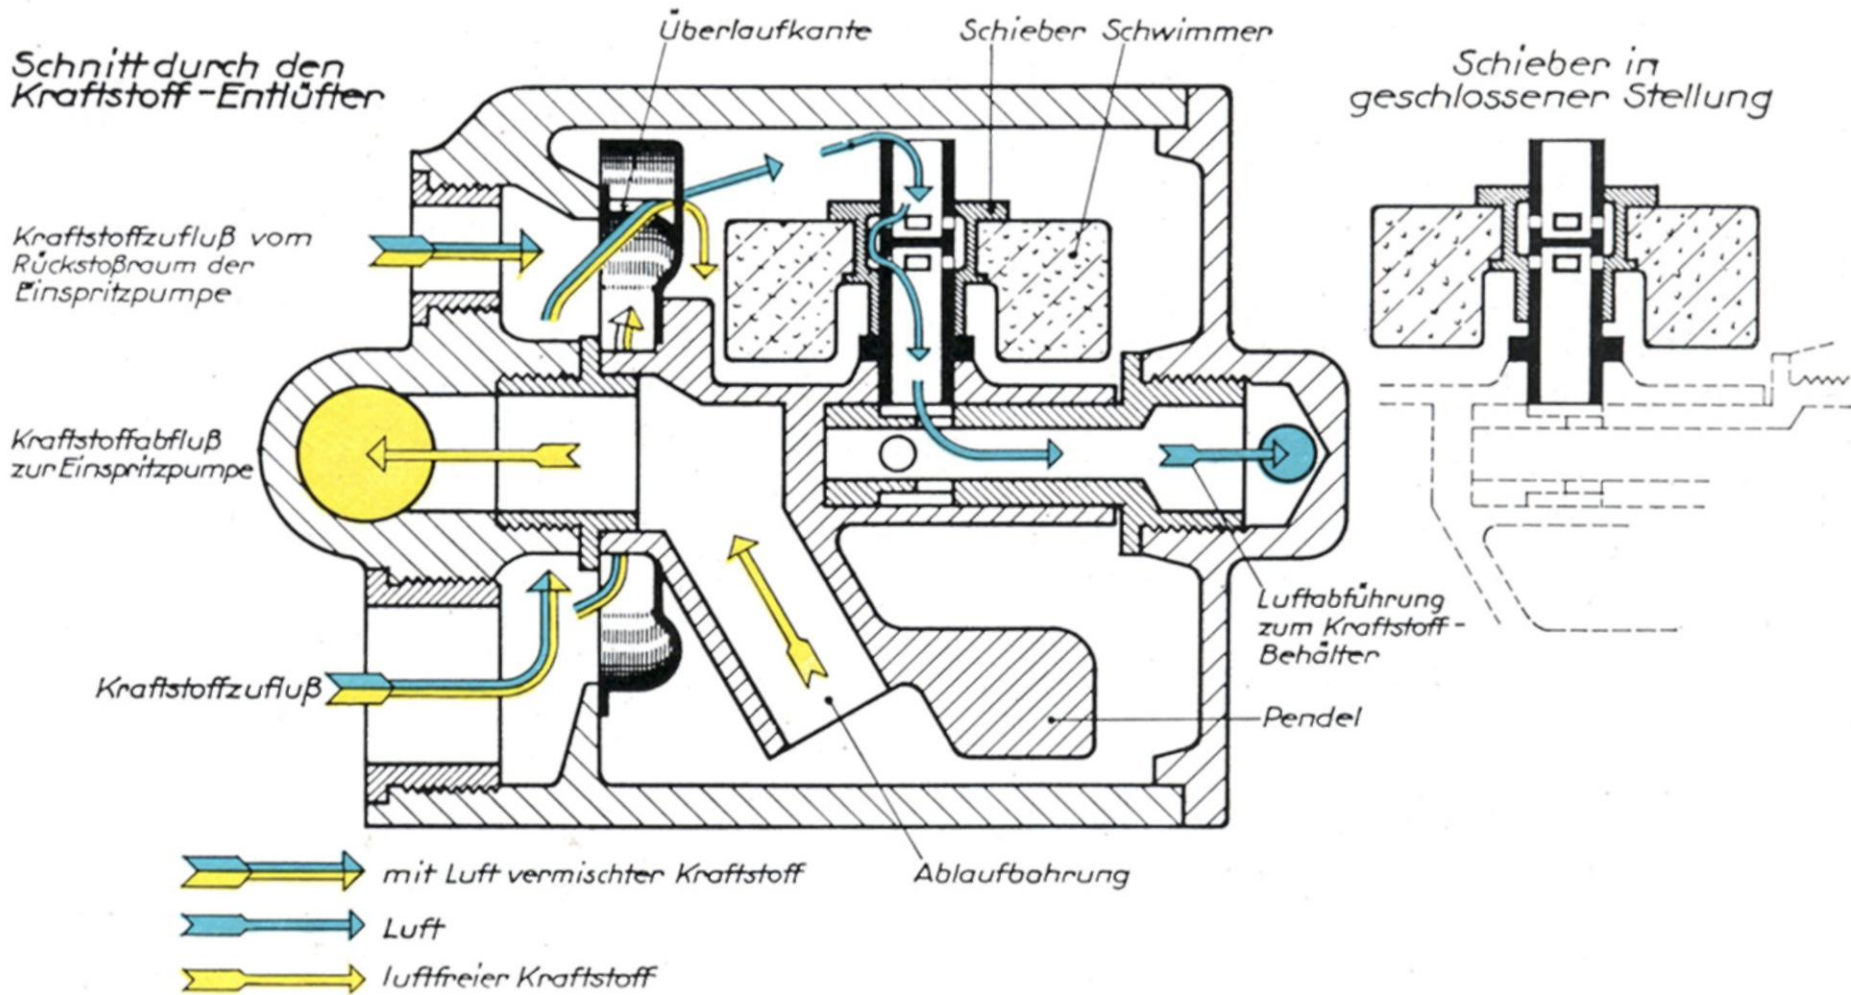 Schnitt durch den
Kraftstoff-Entlüfter
Überlaufkante
Schieber Schwimmer
Schieber in
geschlossener Stellung
Kraftstoffzufluß vom
Rückstoßraum der
Einspritzpumpe
Kraftstoffabfluß
zur Einspritzpumpe
Kraftstoffzufluß
Luftabführung
zum Kraftstoff-
Behälter
Pendel
Ablaufbohrung
mit Luft vermischter Kraftstoff
Luft
luftfreier Kraftstoff